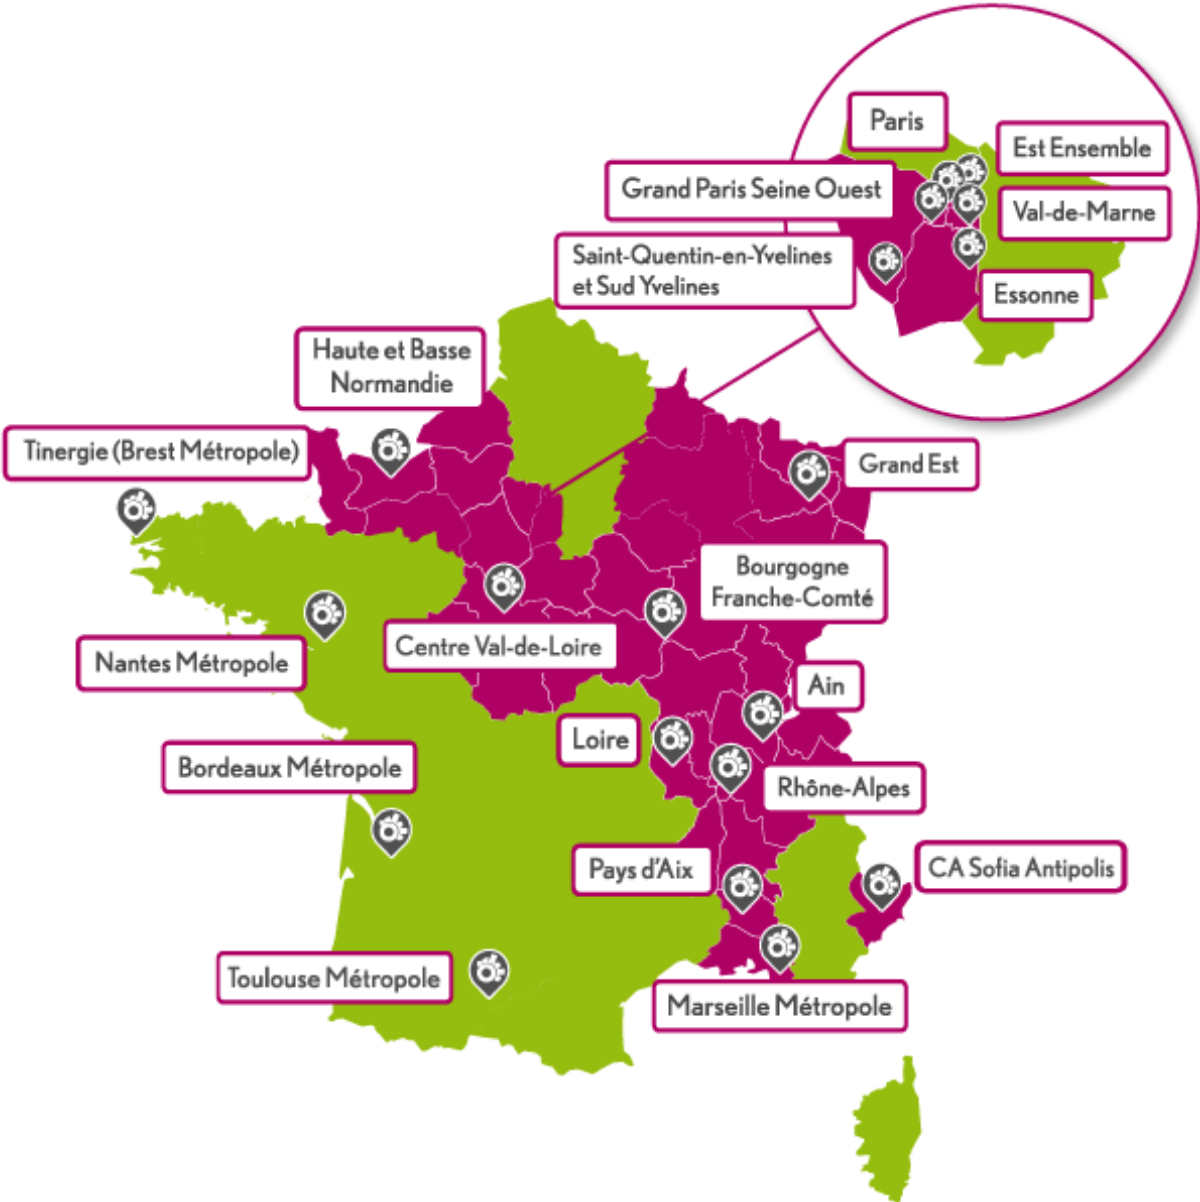 Paris
Est Ensemble
Grand Paris Seine Ouest
Val-de-Marne
Saint-Quentin-en-Yvelines
et Sud Yvelines
Essonne
Haute et Basse
Normandie
Tinergie (Brest Métropole)
Grand Est
Bourgogne
Franche-Comté
Centre Val-de-Loire
Nantes Métropole
Ain
Loire
Bordeaux Métropole
Rhône-Alpes
Pays d'Aix
CA Sofia Antipolis
Toulouse Métropole
Marseille Métropole